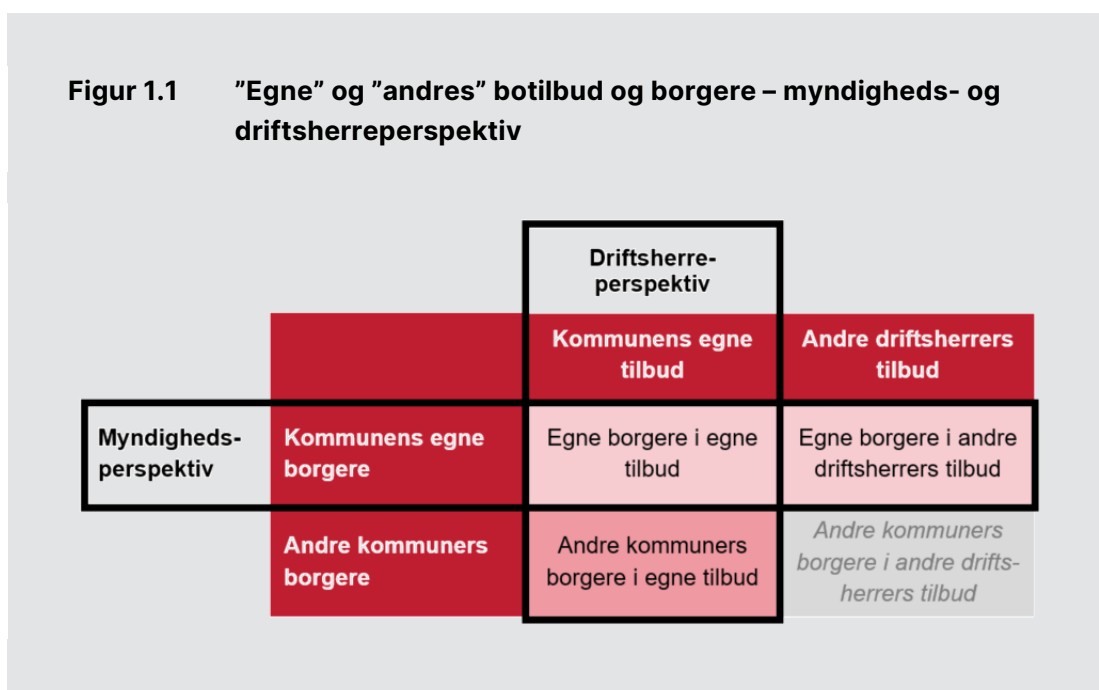 Figur 1.1 ”Egne” og ”andres” botilbud og borgere – myndigheds- og
driftsherreperspektiv
Driftsherre-
perspektiv
Kommunens egne
tilbud
Andre driftsherrers
tilbud
Myndigheds-
perspektiv
Kommunens egne
borgere
Egne borgere i egne
tilbud
Egne borgere i andre
driftsherrers tilbud
Andre kommuners
borgere
Andre kommuners
borgere i egne tilbud
Andre kommuners
borgere i andre drifts-
herrers tilbud